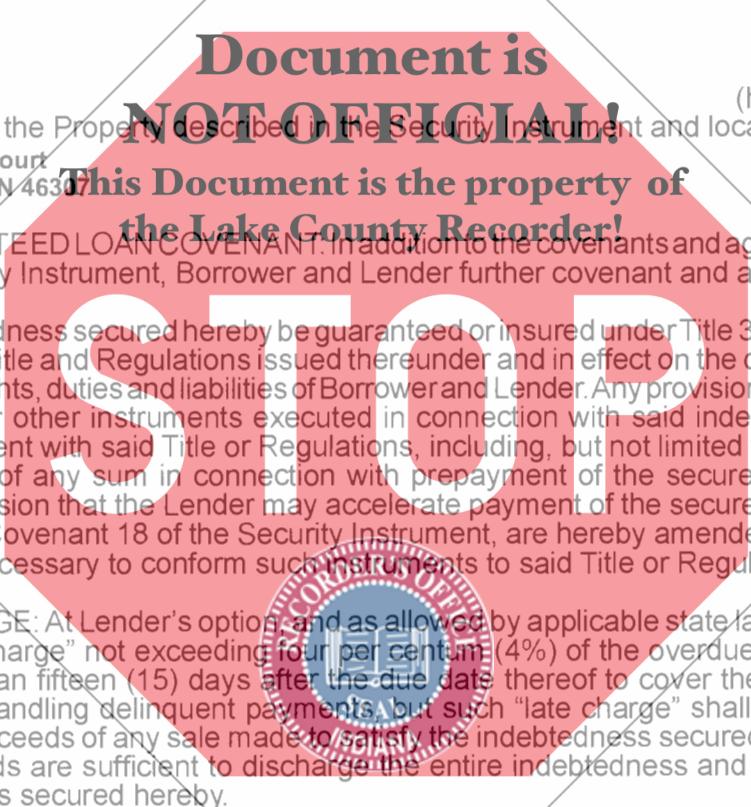 Document is
NOT OFFICIAL!
the Property described in the Security Instrument and loca
ourt
N 46307
This Document is the property of
the Lake County Recorder!
TEED LOAN COVENANT: In addition to the covenants and ag
y Instrument, Borrower and Lender further covenant and a
STOP
dness secured hereby be guaranteed or insured under Title 3
itle and Regulations issued thereunder and in effect on the d
nts, duties and liabilities of Borrower and Lender. Any provision
r other instruments executed in connection with said inde
ent with said Title or Regulations, including, but not limited
of any sum in connection with prepayment of the secure
sion that the Lender may accelerate payment of the secure
Covenant 18 of the Security Instrument, are hereby amende
cessary to conform such instruments to said Title or Regul
RECORDER'S OFFICE
SEAL
INDIANA
GE: At Lender's option, and as allowed by applicable state la
harge" not exceeding four per centum (4%) of the overdue
an fifteen (15) days after the due date thereof to cover the
andling delinquent payments, but such "late charge" shall
ceeds of any sale made to satisfy the indebtedness secured
ds are sufficient to discharge the entire indebtedness and
s secured hereby.